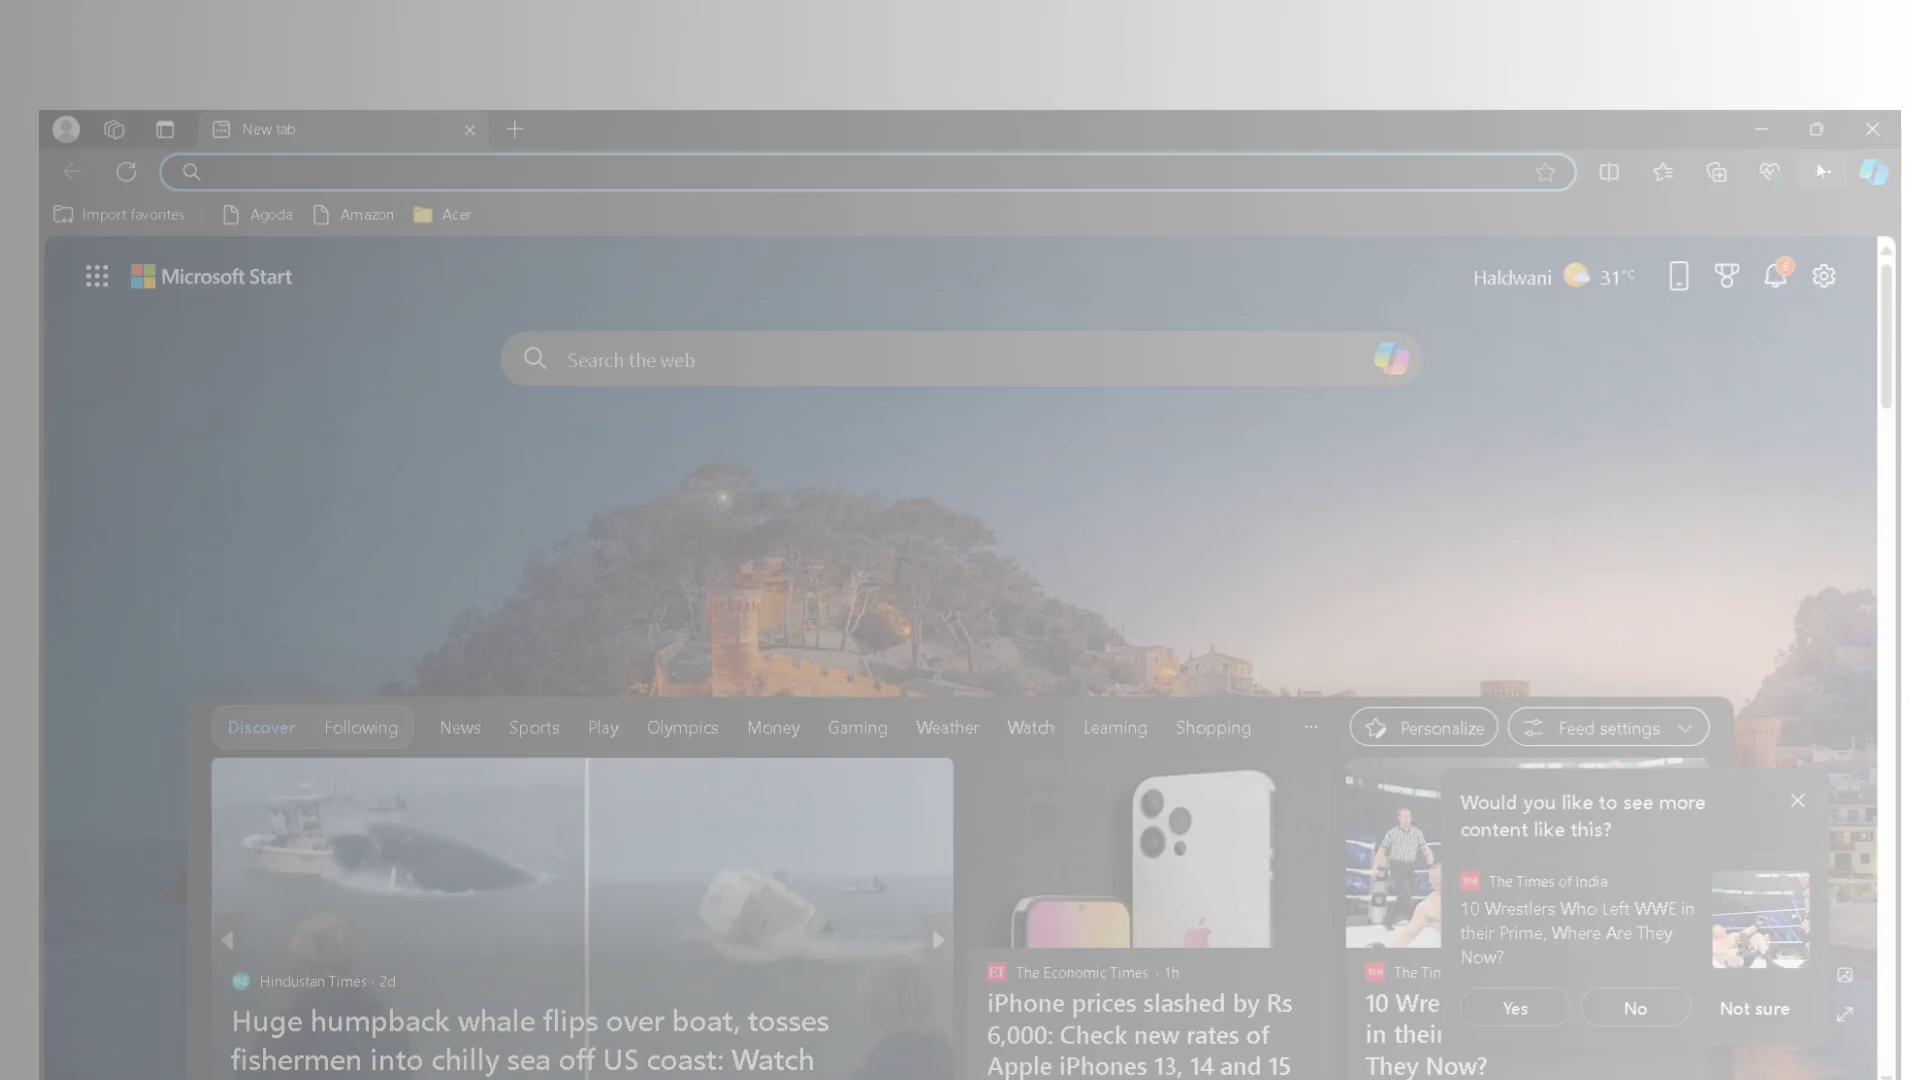 New tab
Import favorites
Agoda
Amazon
Acer
Microsoft Start
Haldwani 31°C
6
Search the web
Discover Following News Sports Play Olympics Money Gaming Weather Watch Learning Shopping ... Personalize Feed settings
Hindustan Times · 2d
Huge humpback whale flips over boat, tosses
fishermen into chilly sea off US coast: Watch
ET The Economic Times · 1h
iPhone prices slashed by Rs
6,000: Check new rates of
Apple iPhones 13, 14 and 15
TOI The Tin
10 Wre
in their
They Now?
Would you like to see more
content like this?
TOI The Times of India
10 Wrestlers Who Left WWE in
their Prime, Where Are They
Now?
Yes No Not sure